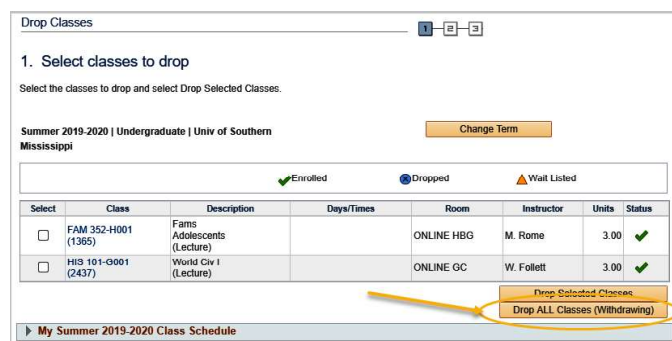 Drop Classes
1 2 3
1. Select classes to drop
Select the classes to drop and select Drop Selected Classes.
Summer 2019-2020 | Undergraduate | Univ of Southern
Mississippi
Change Term
Enrolled Dropped Wait Listed
Select Class Description Days/Times Room Instructor Units Status
FAM 352-H001
(1365)
Fams
Adolescents
(Lecture)
ONLINE HBG M. Rome 3.00
HIS 101-G001
(2437)
World Civ I
(Lecture)
ONLINE GC W. Follett 3.00
Drop Selected Classes
Drop ALL Classes (Withdrawing)
My Summer 2019-2020 Class Schedule